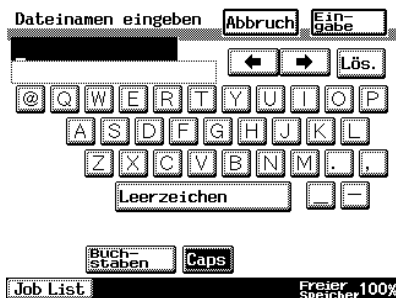 Dateinamen eingeben Abbruch Ein-
gabe
Lös.
@ Q W E R T Y U I O P
A S D F G H J K L
Z X C V B N M . ,
Leerzeichen _ —
Buch-
staben Caps
Job List Freier
Speicher 100%